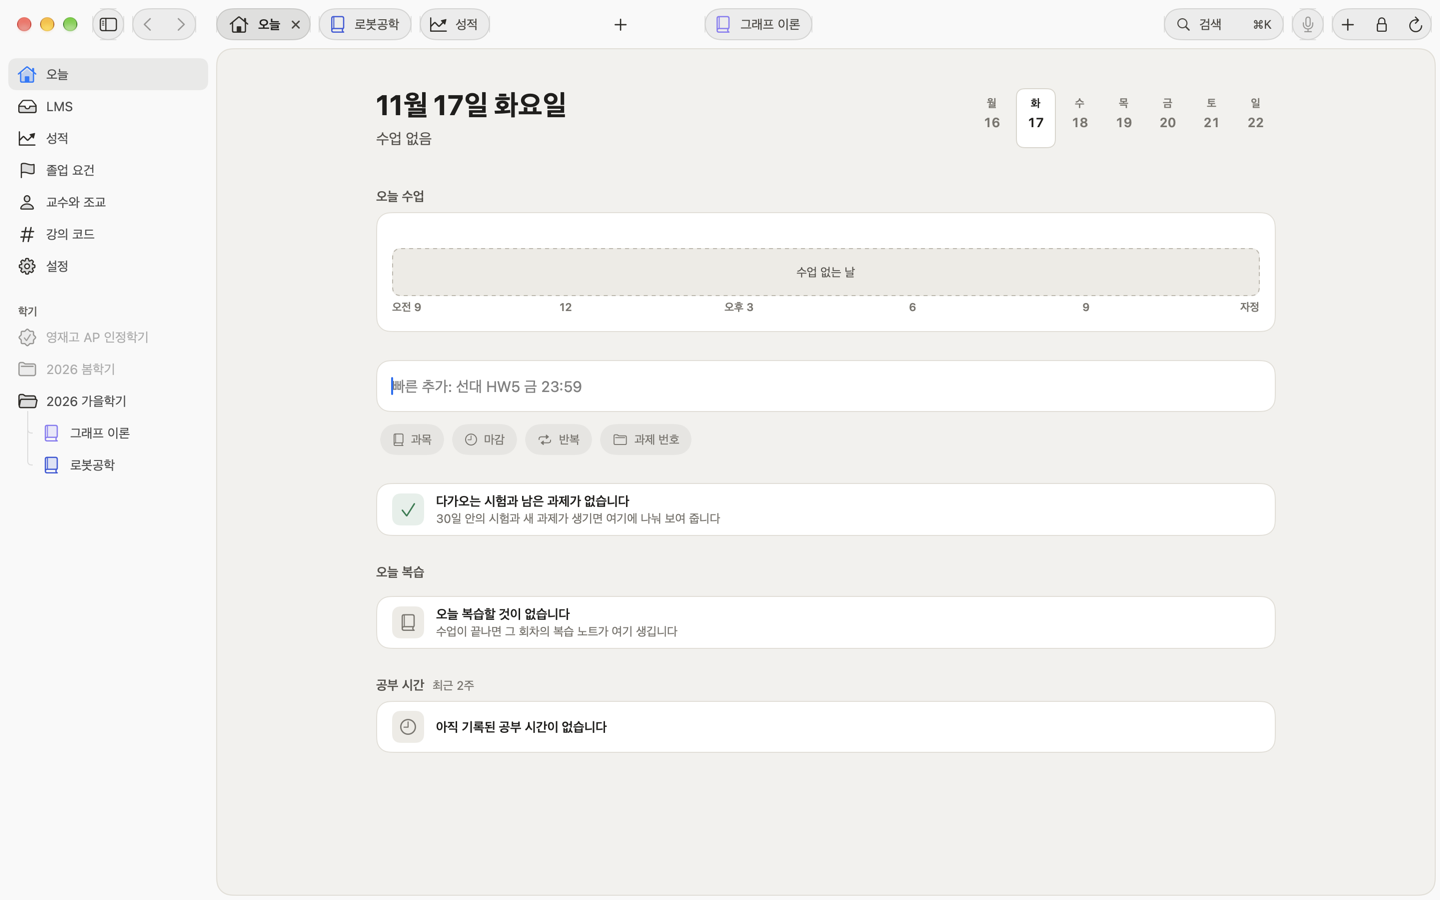 오늘
로봇공학
성적
그래프 이론
검색 ⌘K
오늘
LMS
성적
졸업 요건
교수와 조교
강의 코드
설정
학기
영재고 AP 인정학기
2026 봄학기
2026 가을학기
그래프 이론
로봇공학
11월 17일 화요일
수업 없음
월 화 수 목 금 토 일
16 17 18 19 20 21 22
오늘 수업
수업 없는 날
오전 9 12 오후 3 6 9 자정
빠른 추가: 선대 HW5 금 23:59
과목 마감 반복 과제 번호
다가오는 시험과 남은 과제가 없습니다
30일 안의 시험과 새 과제가 생기면 여기에 나눠 보여 줍니다
오늘 복습
오늘 복습할 것이 없습니다
수업이 끝나면 그 회차의 복습 노트가 여기 생깁니다
공부 시간 최근 2주
아직 기록된 공부 시간이 없습니다